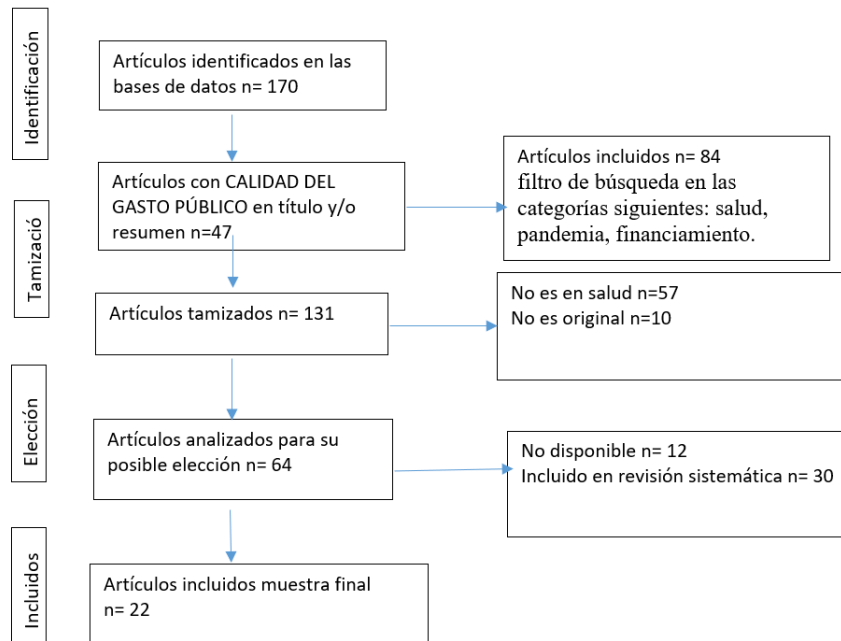 Identificación
Artículos identificados en las
bases de datos n= 170
Artículos con CALIDAD DEL
GASTO PÚBLICO en título y/o
resumen n=47
Artículos incluidos n= 84
filtro de búsqueda en las
categorías siguientes: salud,
pandemia, financiamiento.
Tamizació
Artículos tamizados n= 131
No es en salud n=57
No es original n=10
Elección
Artículos analizados para su
posible elección n= 64
No disponible n= 12
Incluido en revisión sistemática n= 30
Incluidos
Artículos incluidos muestra final
n= 22